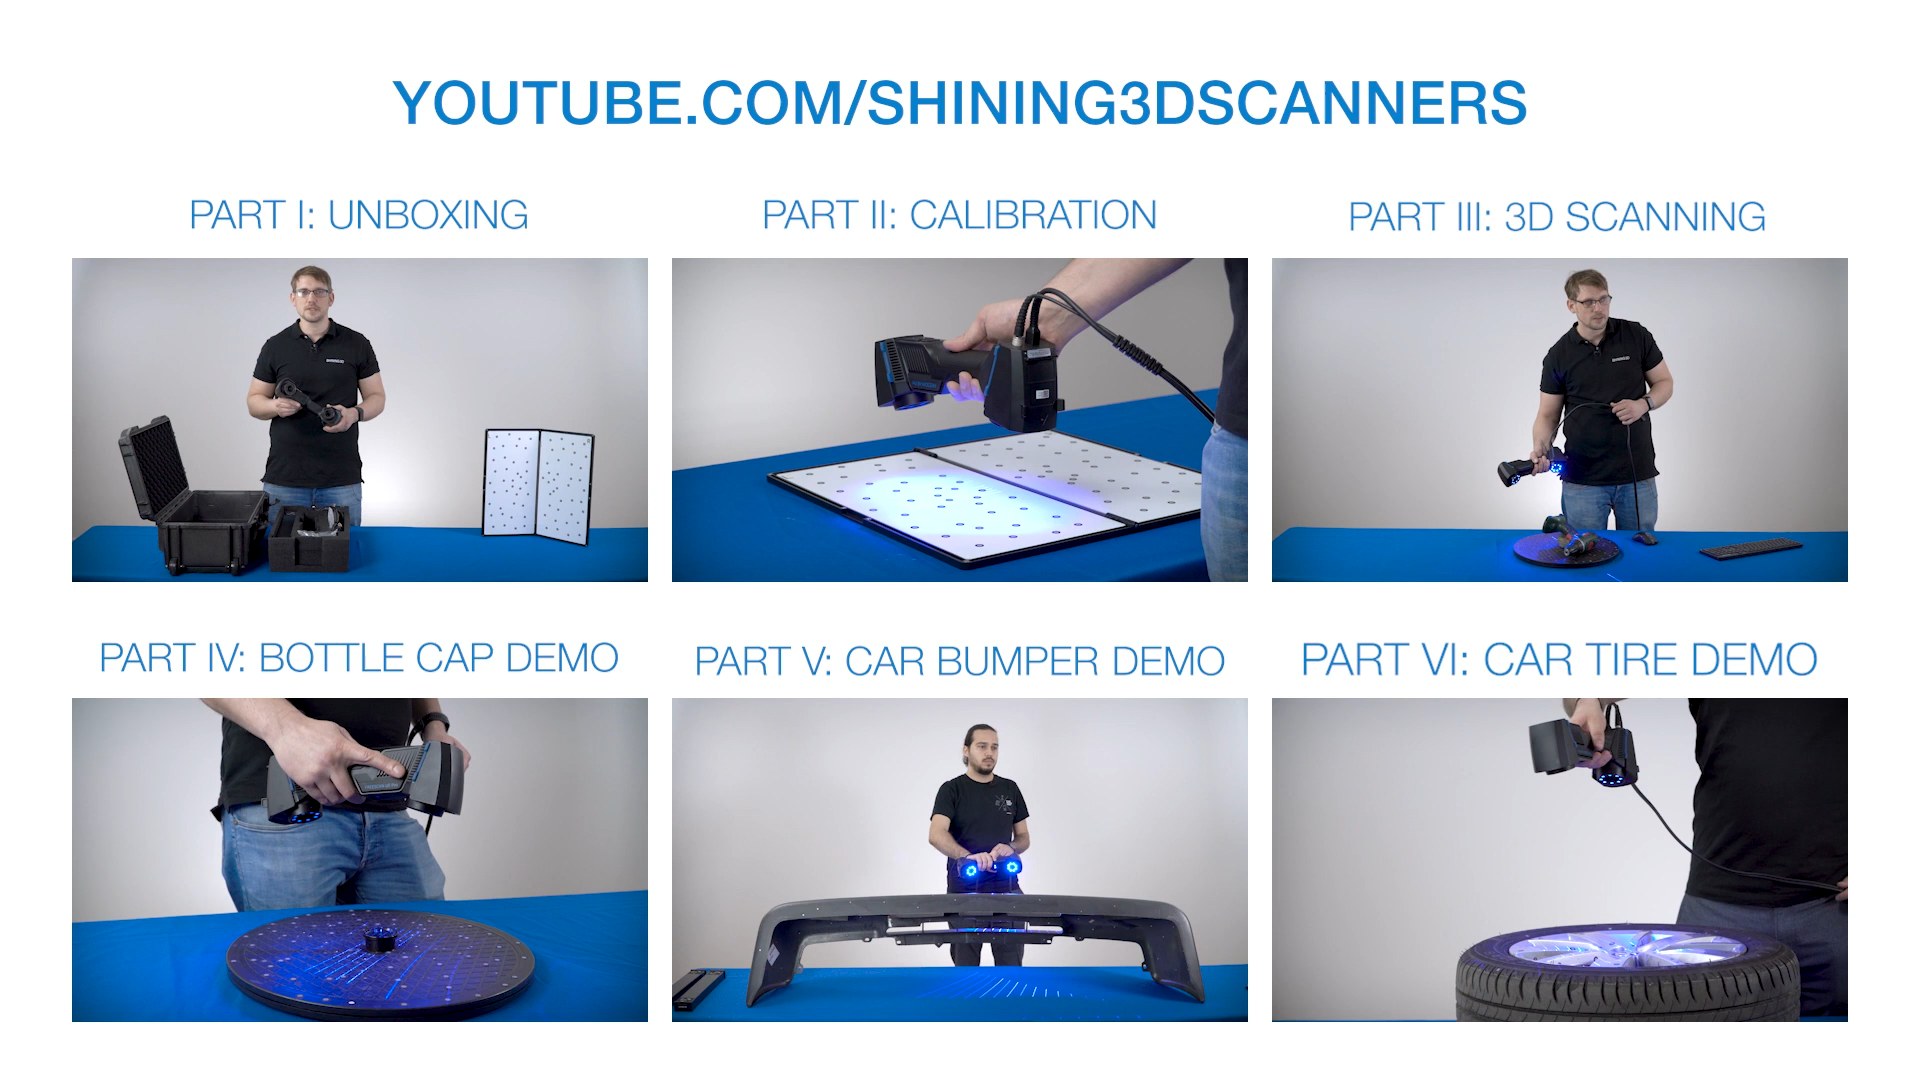 YOUTUBE.COM/SHINING3DSCANNERS
PART I: UNBOXING
PART II: CALIBRATION
PART III: 3D SCANNING
PART IV: BOTTLE CAP DEMO
PART V: CAR BUMPER DEMO
PART VI: CAR TIRE DEMO